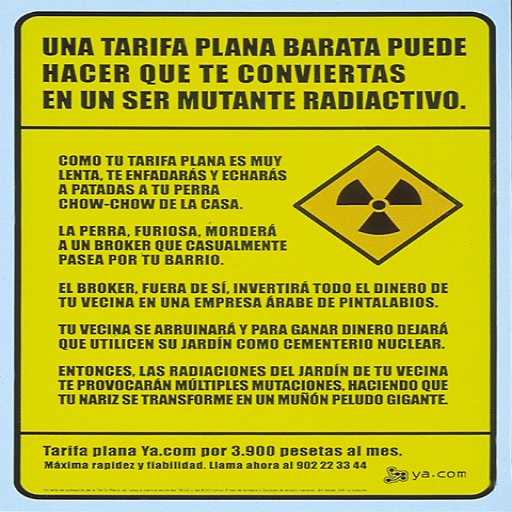 UNA TARIFA PLANA BARATA PUEDE
HACER QUE TE CONVIERTAS
EN UN SER MUTANTE RADIACTIVO.
COMO TU TARIFA PLANA ES MUY
LENTA, TE ENFADARÁS Y ECHARÁS
A PATADAS A TU PERRA
CHOW-CHOW DE LA CASA.
LA PERRA, FURIOSA, MORDERÁ
A UN BROKER QUE CASUALMENTE
PASEA POR TU BARRIO.
EL BROKER, FUERA DE SÍ, INVERTIRÁ TODO EL DINERO DE
TU VECINA EN UNA EMPRESA ÁRABE DE PINTALABIOS.
TU VECINA SE ARRUINARÁ Y PARA GANAR DINERO DEJARÁ
QUE UTILICEN SU JARDÍN COMO CEMENTERIO NUCLEAR.
ENTONCES, LAS RADIACIONES DEL JARDÍN DE TU VECINA
TE PROVOCARÁN MÚLTIPLES MUTACIONES, HACIENDO QUE
TU NARIZ SE TRANSFORME EN UN MUÑÓN PELUDO GIGANTE.
Tarifa plana Ya.com por 3.900 pesetas al mes.
Máxima rapidez y fiabilidad. Llama ahora al 902 22 33 44
ya.com